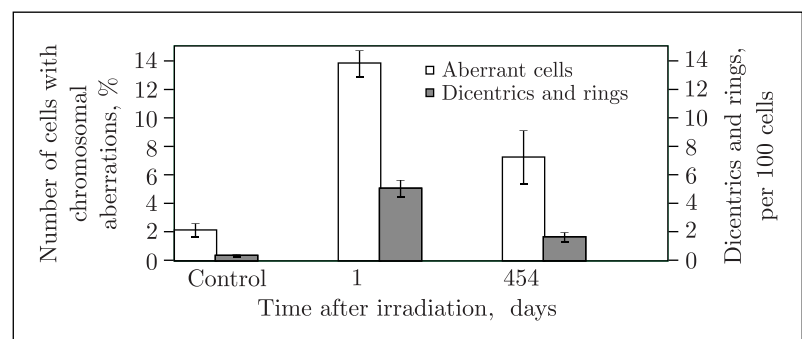 Number of cells with
chromosomal
aberrations, %
14
12
10
8
6
4
2
0
Aberrant cells
Dicentrics and rings
14
12
10
8
6
4
2
0
Dicentrics and rings,
per 100 cells
Control 1 454
Time after irradiation, days